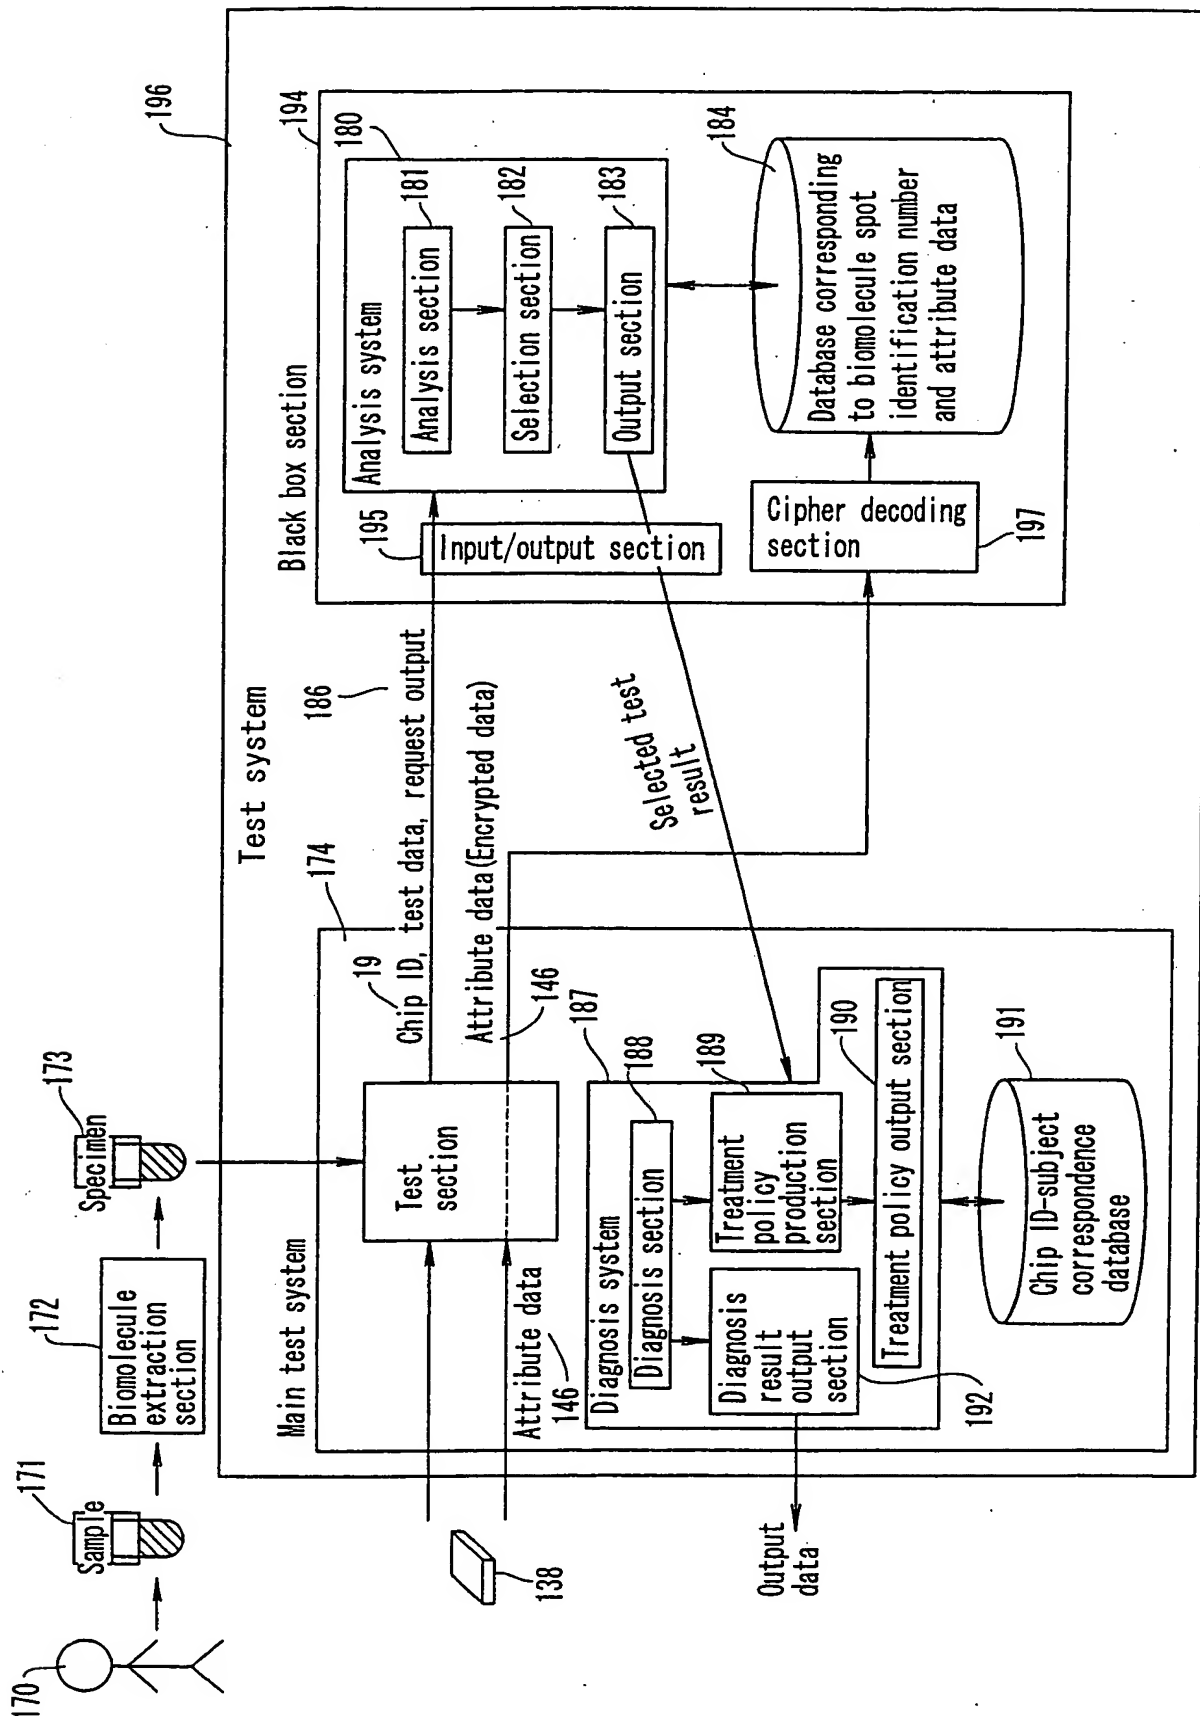 170
171
Sample
172
Biomolecule
extraction
section
173
Specimen
196
Test system
Main test system
174
138
Test
section
Attribute data
146
19
Chip ID, test data, request output
186
Attribute data(Encrypted data)
146
Diagnosis system
187
Diagnosis section
188
Treatment
policy
production
section
189
Diagnosis
result
output
section
192
Treatment policy output section
190
Output
data
Chip ID-subject
correspondence
database
191
Selected test
result
Black box section
194
195
Input/output section
Analysis system
180
Analysis section
181
Selection section
182
Output section
183
Cipher decoding
section
197
Database corresponding
to biomolecule spot
identification number
and attribute data
184